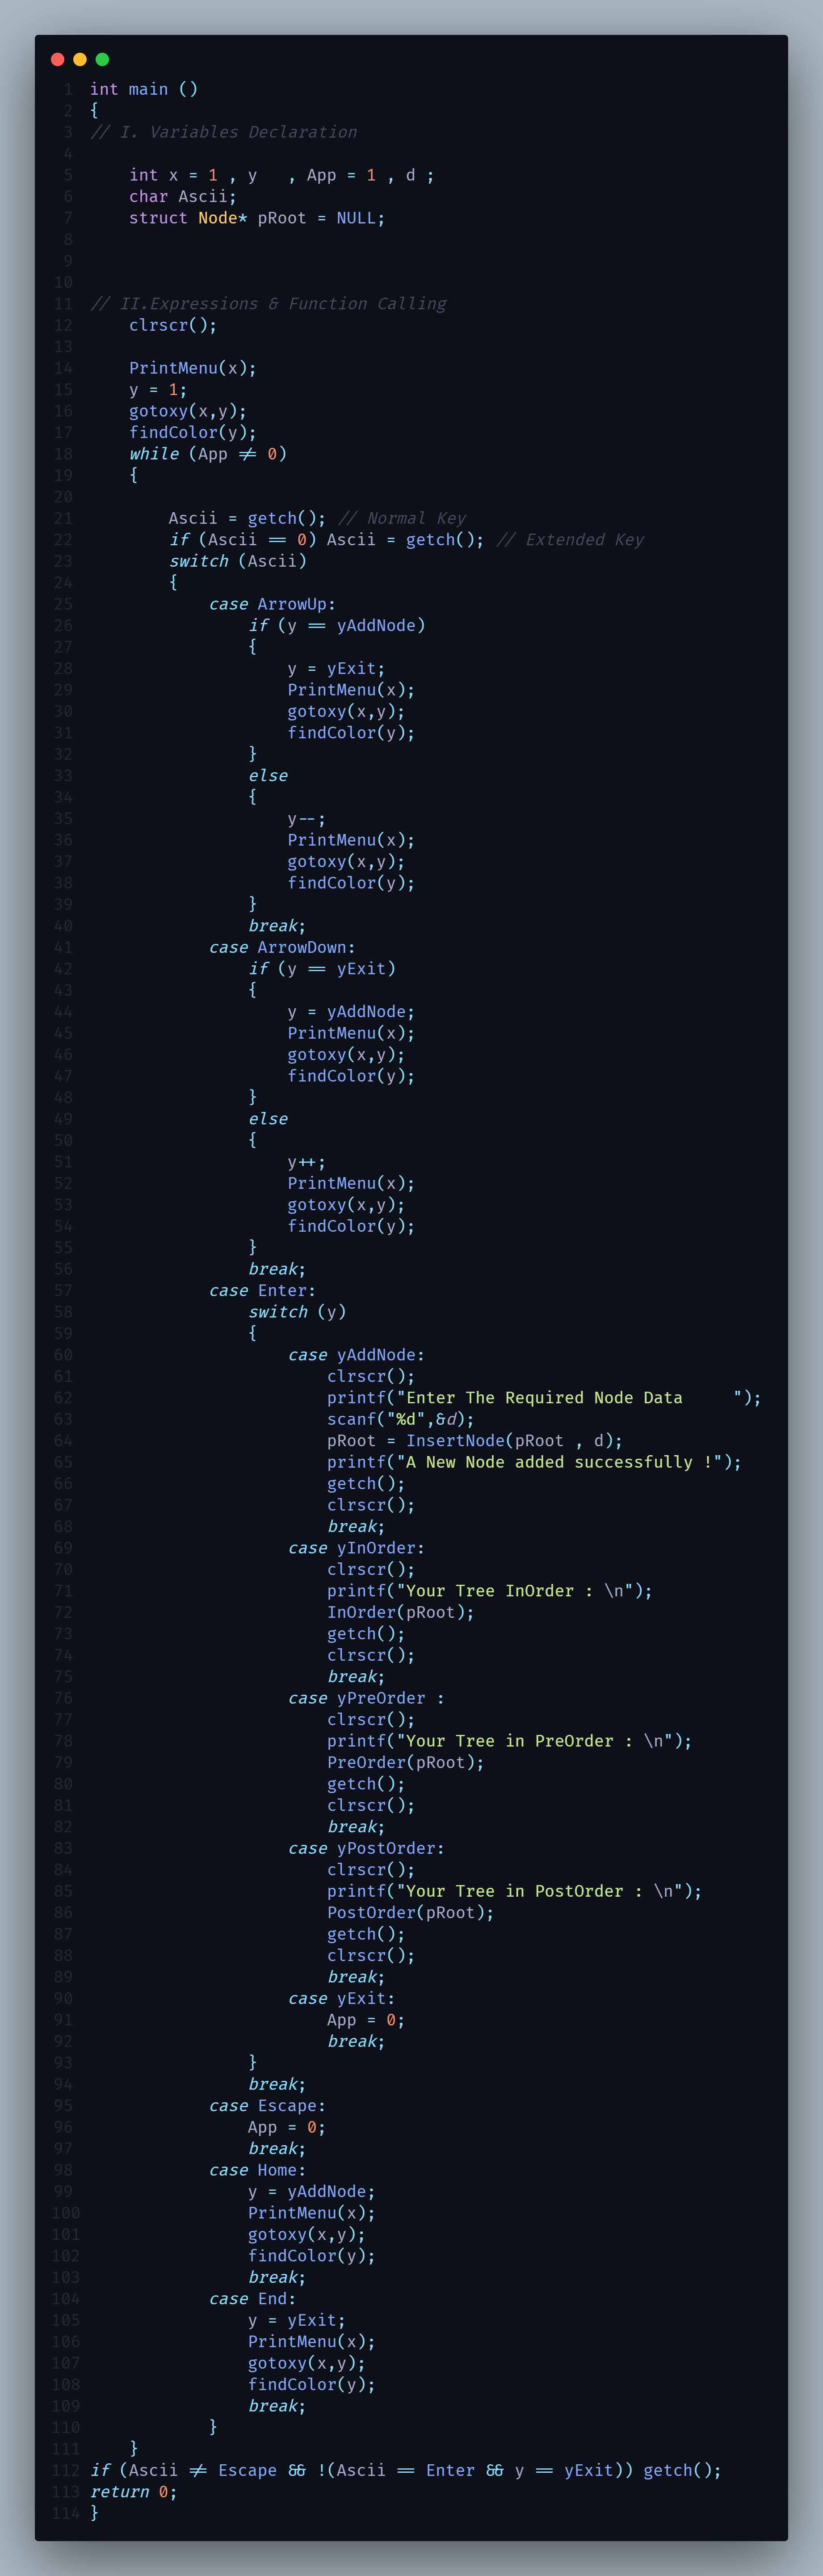 1 int main ()
2 {
3 // I. Variables Declaration
4
5     int x = 1 , y   , App = 1 , d ;
6     char Ascii;
7     struct Node* pRoot = NULL;
8
9
10
11 // II.Expressions & Function Calling
12     clrscr();
13
14     PrintMenu(x);
15     y = 1;
16     gotoxy(x,y);
17     findColor(y);
18     while (App != 0)
19     {
20
21         Ascii = getch(); // Normal Key
22         if (Ascii == 0) Ascii = getch(); // Extended Key
23         switch (Ascii)
24         {
25             case ArrowUp:
26                 if (y == yAddNode)
27                 {
28                     y = yExit;
29                     PrintMenu(x);
30                     gotoxy(x,y);
31                     findColor(y);
32                 }
33                 else
34                 {
35                     y--;
36                     PrintMenu(x);
37                     gotoxy(x,y);
38                     findColor(y);
39                 }
40                 break;
41             case ArrowDown:
42                 if (y == yExit)
43                 {
44                     y = yAddNode;
45                     PrintMenu(x);
46                     gotoxy(x,y);
47                     findColor(y);
48                 }
49                 else
50                 {
51                     y++;
52                     PrintMenu(x);
53                     gotoxy(x,y);
54                     findColor(y);
55                 }
56                 break;
57             case Enter:
58                 switch (y)
59                 {
60                     case yAddNode:
61                         clrscr();
62                         printf("Enter The Required Node Data     ");
63                         scanf("%d",&d);
64                         pRoot = InsertNode(pRoot , d);
65                         printf("A New Node added successfully !");
66                         getch();
67                         clrscr();
68                         break;
69                     case yInOrder:
70                         clrscr();
71                         printf("Your Tree InOrder : \n");
72                         InOrder(pRoot);
73                         getch();
74                         clrscr();
75                         break;
76                     case yPreOrder :
77                         clrscr();
78                         printf("Your Tree in PreOrder : \n");
79                         PreOrder(pRoot);
80                         getch();
81                         clrscr();
82                         break;
83                     case yPostOrder:
84                         clrscr();
85                         printf("Your Tree in PostOrder : \n");
86                         PostOrder(pRoot);
87                         getch();
88                         clrscr();
89                         break;
90                     case yExit:
91                         App = 0;
92                         break;
93                 }
94                 break;
95             case Escape:
96                 App = 0;
97                 break;
98             case Home:
99                 y = yAddNode;
100                 PrintMenu(x);
101                 gotoxy(x,y);
102                 findColor(y);
103                 break;
104             case End:
105                 y = yExit;
106                 PrintMenu(x);
107                 gotoxy(x,y);
108                 findColor(y);
109                 break;
110             }
111     }
112 if (Ascii != Escape && !(Ascii == Enter && y == yExit)) getch();
113 return 0;
114 }